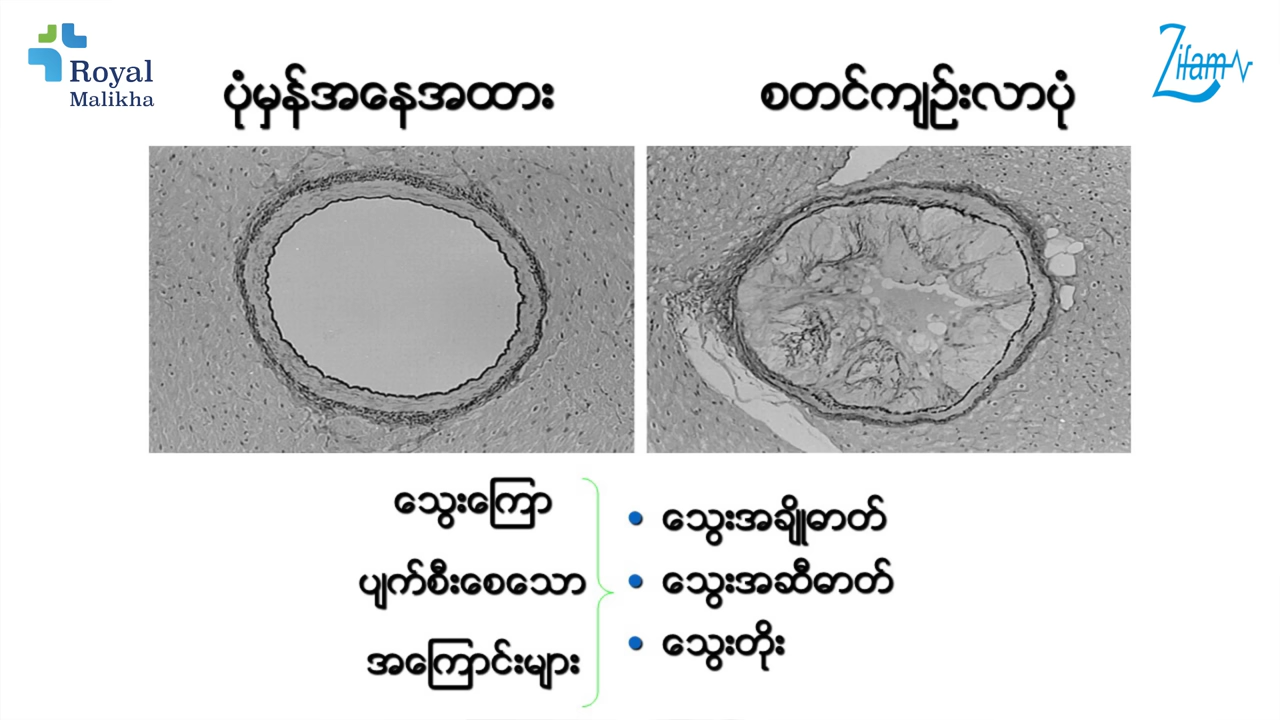 Royal
Malikha
Zifam
ပုံမှန်အနေအထား
စတင်ကျဉ်းလာပုံ
သွေးကြော
ပျက်စီးစေသော
အကြောင်းများ
• သွေးအချိုဓာတ်
• သွေးအဆီဓာတ်
• သွေးတိုး